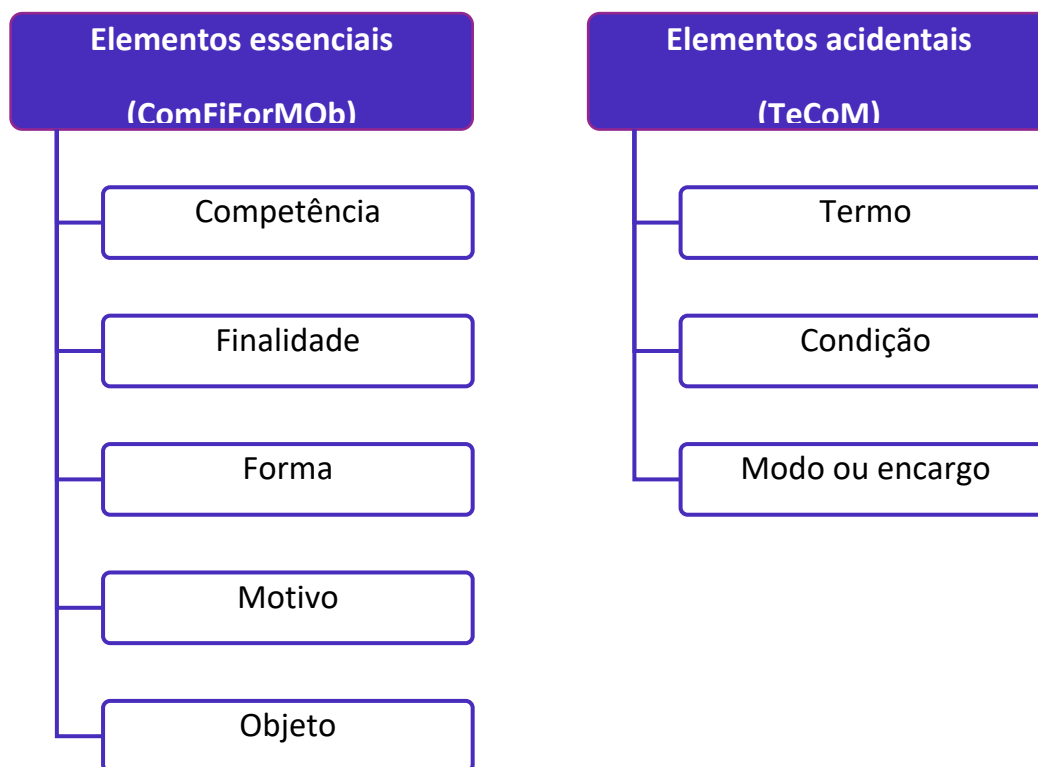 Elementos essenciais
(ComFiForMOb)
Competência
Finalidade
Forma
Motivo
Objeto
Elementos acidentais
(TeCoM)
Termo
Condição
Modo ou encargo